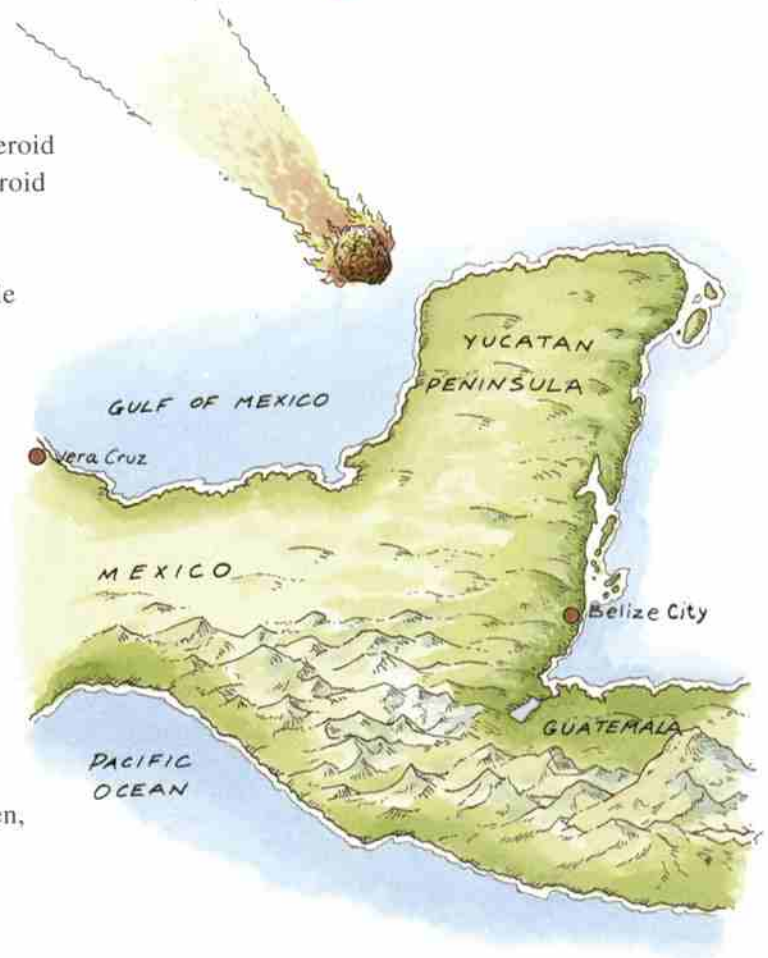 eroid
roid
e
YUCATAN
PENINSULA
GULF OF MEXICO
Vera Cruz
MEXICO
Belize City
GUATEMALA
PACIFIC
OCEAN
en,